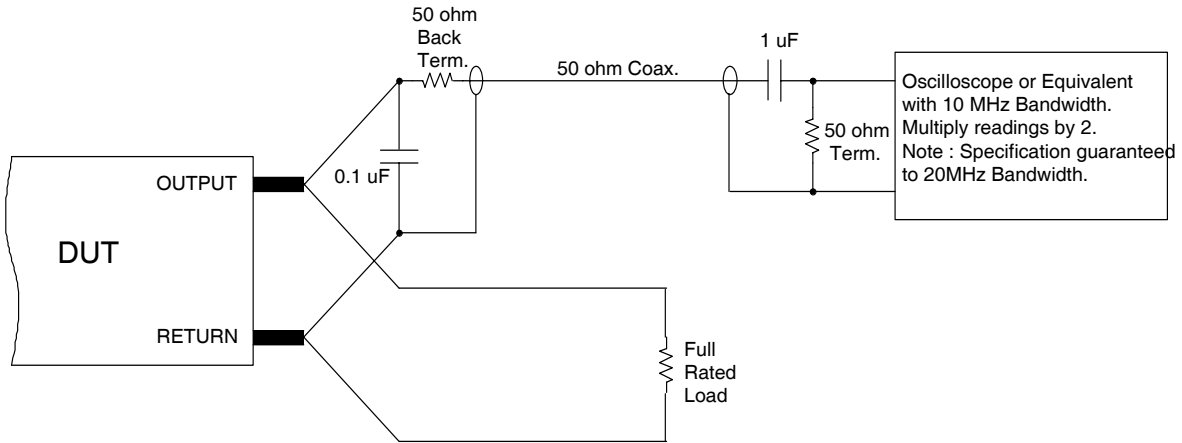 50 ohm
Back
Term.
50 ohm Coax.
1 uF
Oscilloscope or Equivalent
with 10 MHz Bandwidth.
Multiply readings by 2.
Note : Specification guaranteed
to 20MHz Bandwidth.
50 ohm
Term.
0.1 uF
OUTPUT
DUT
RETURN
Full
Rated
Load